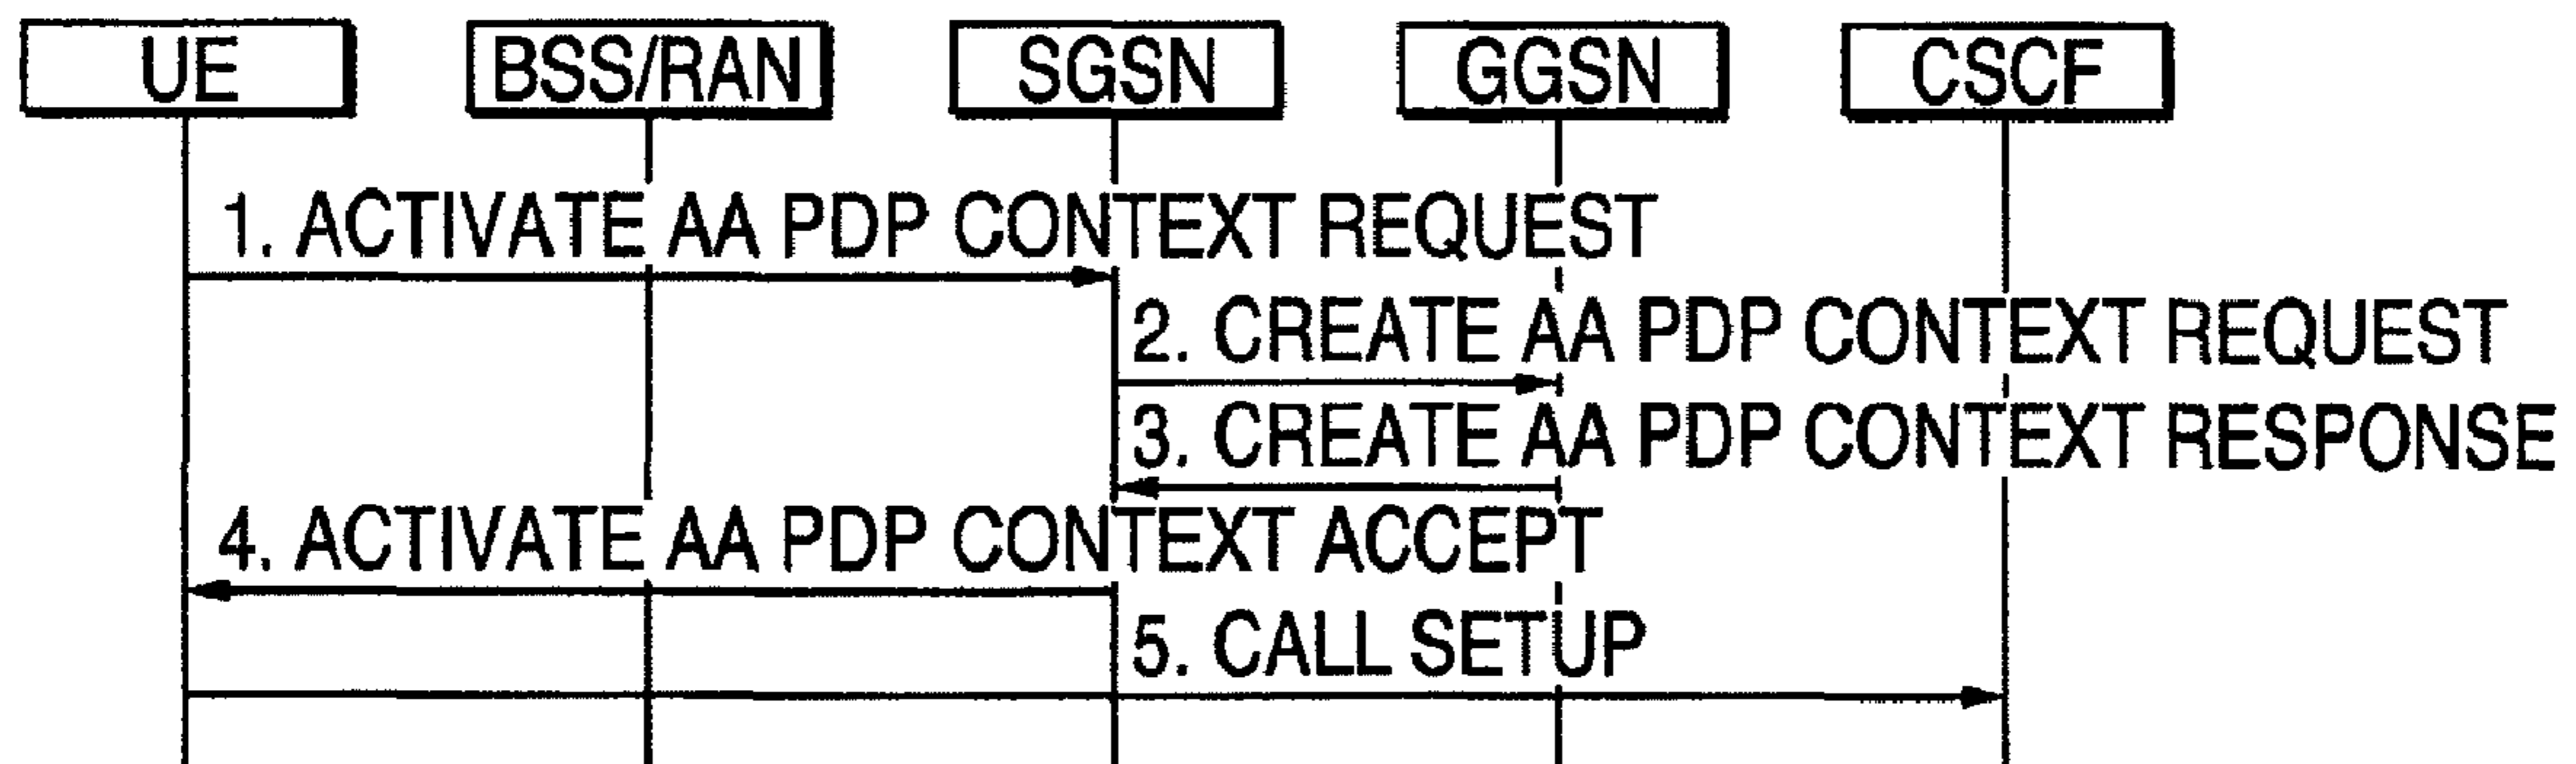 UE BSS/RAN SGSN GGSN CSCF
1. ACTIVATE AA PDP CONTEXT REQUEST
2. CREATE AA PDP CONTEXT REQUEST
3. CREATE AA PDP CONTEXT RESPONSE
4. ACTIVATE AA PDP CONTEXT ACCEPT
5. CALL SETUP